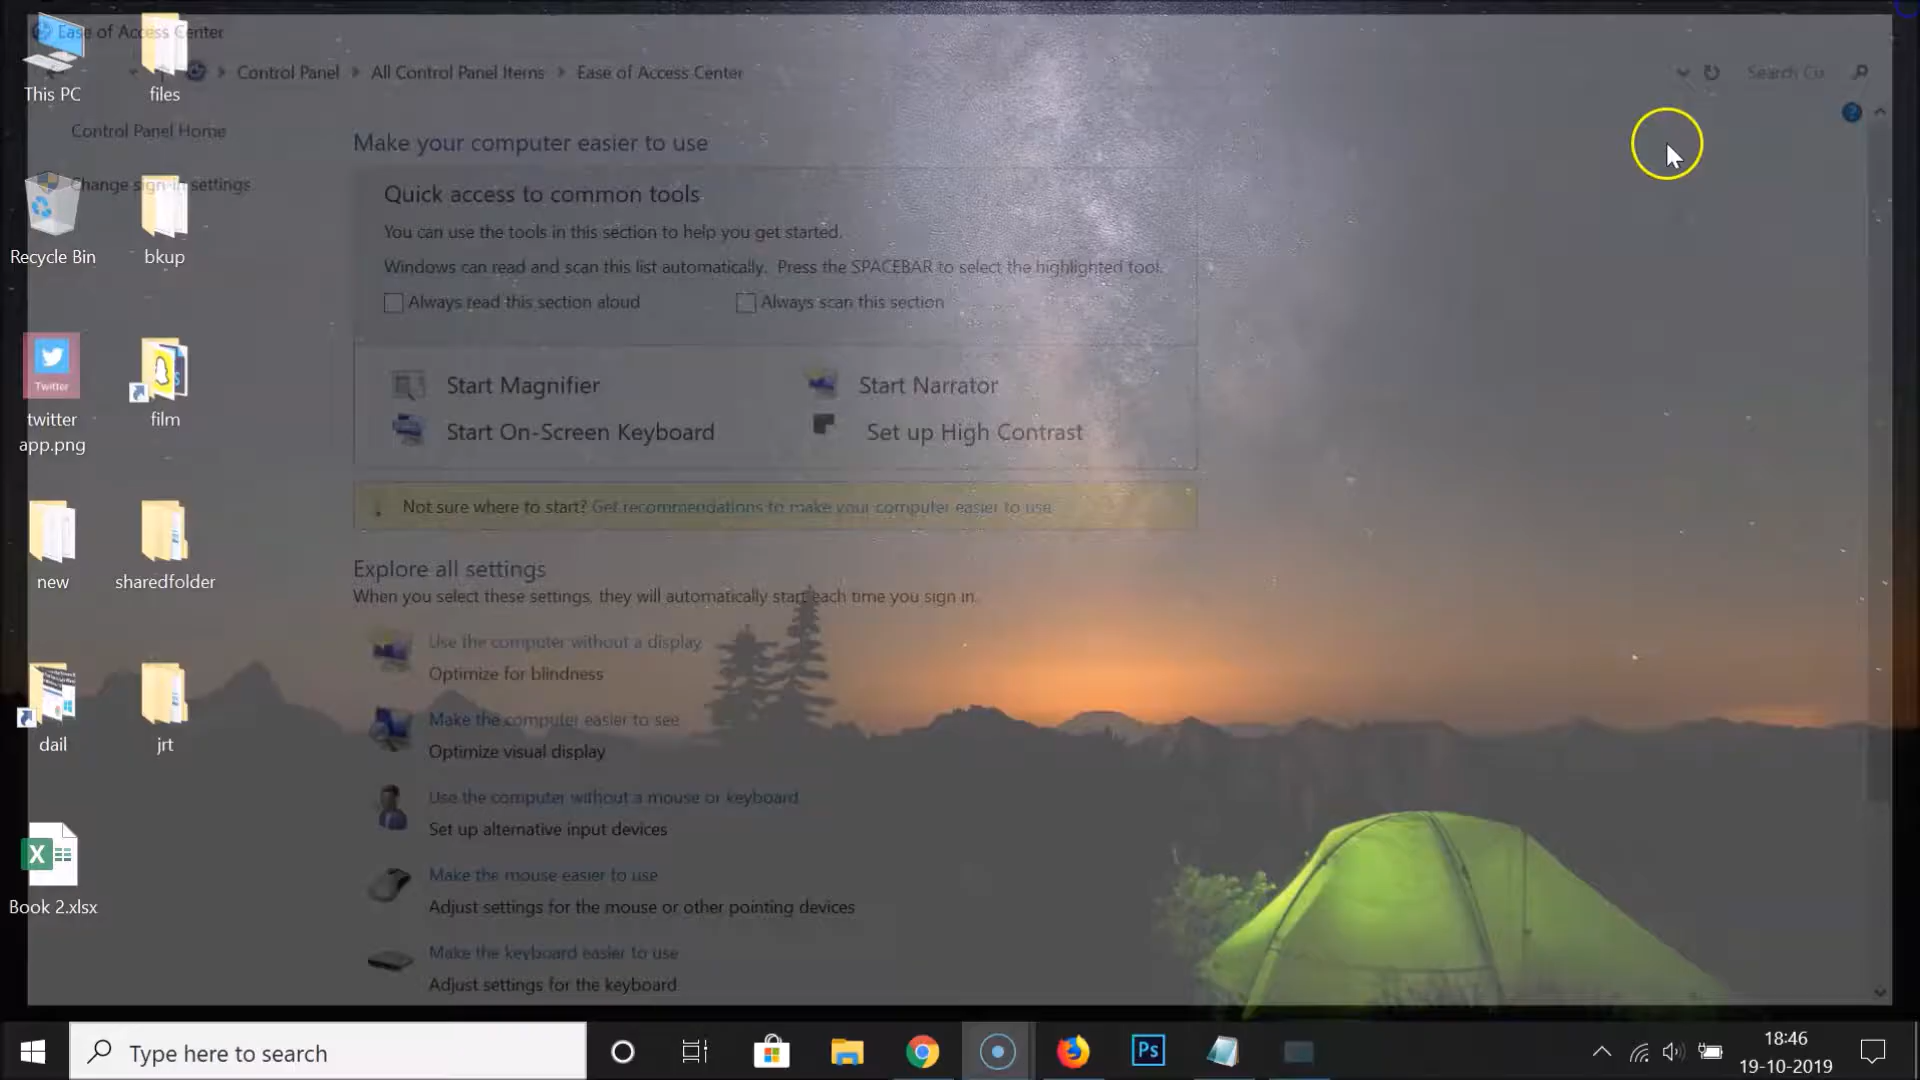 Ease of Access Center
Control Panel
All Control Panel Items
Ease of Access Center
Control Panel Home
Change sign-in settings
Make your computer easier to use
Quick access to common tools
You can use the tools in this section to help you get started.
Windows can read and scan this list automatically. Press the SPACEBAR to select the highlighted tool.
Always read this section aloud
Always scan this section
Start Magnifier
Start Narrator
Start On-Screen Keyboard
Set up High Contrast
Not sure where to start? Get recommendations to make your computer easier to use
Explore all settings
When you select these settings, they will automatically start each time you sign in.
Use the computer without a display
Optimize for blindness
Make the computer easier to see
Optimize visual display
Use the computer without a mouse or keyboard
Set up alternative input devices
Make the mouse easier to use
Adjust settings for the mouse or other pointing devices
Make the keyboard easier to use
Adjust settings for the keyboard
This PC
files
Recycle Bin
bkup
Twitter
twitter
app.png
film
new
sharedfolder
dail
jrt
Book 2.xlsx
Type here to search
Ps
18:46
19-10-2019